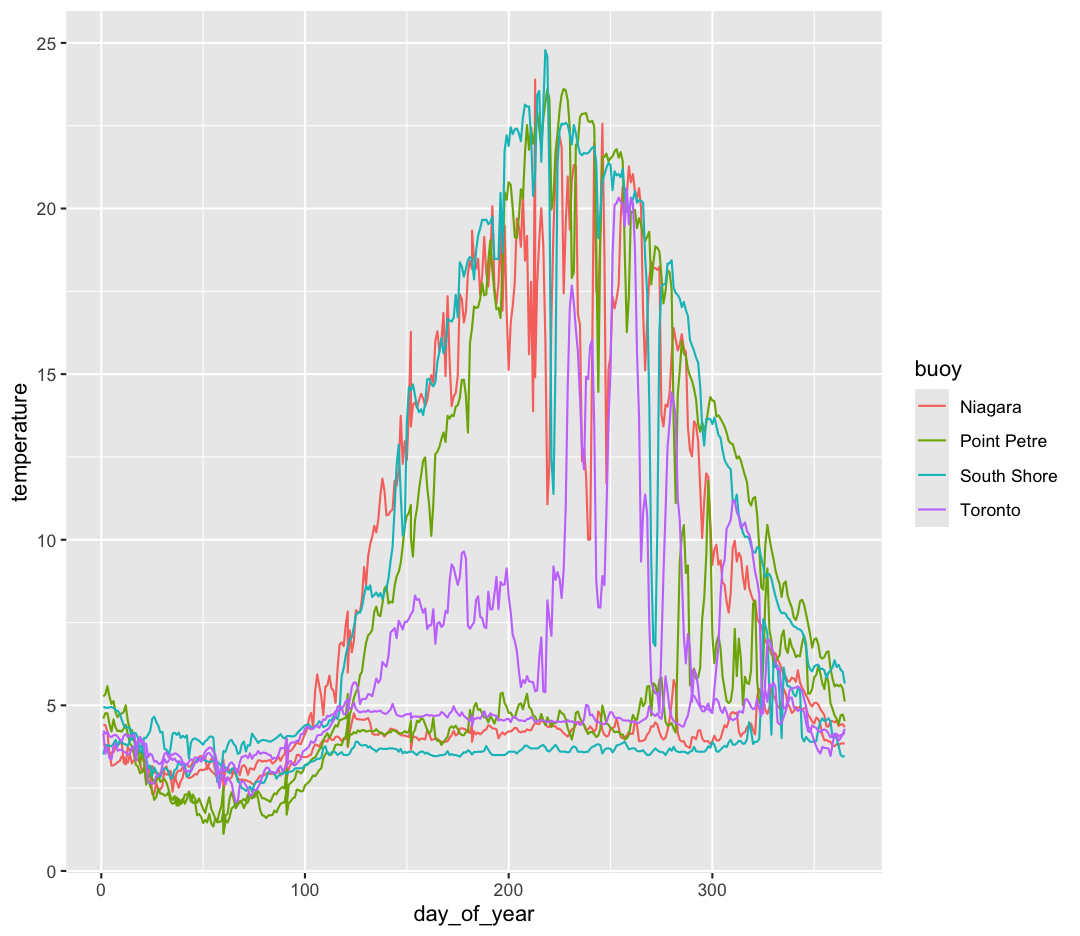 25
20
15
10
5
0
temperature
0 100 200 300
day_of_year
buoy
Niagara
Point Petre
South Shore
Toronto